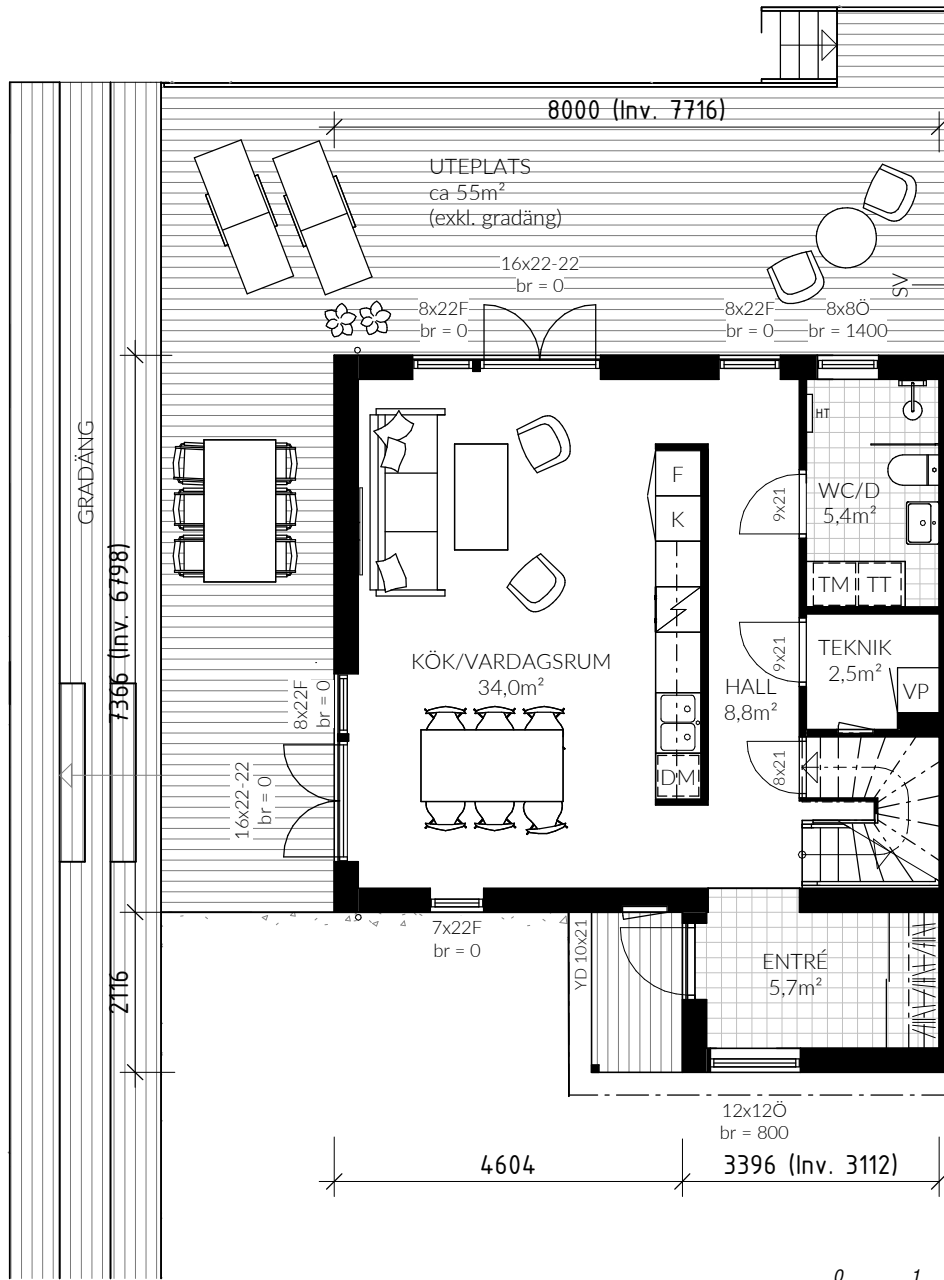 8000 (Inv. 7716)
UTEPLATS
ca 55m²
(exkl. gradäng)
16x22-22
br = 0
8x22F
br = 0
8x22F
br = 0
8x8Ö
br = 1400
SV
GRADÄNG
7366 (Inv. 6798)
HT
F
K
9x21
WC/D
5,4m²
TM
TT
KÖK/VARDAGSRUM
34,0m²
9x21
TEKNIK
2,5m²
VP
HALL
8,8m²
8x22F
br = 0
16x22-22
br = 0
8x21
DM
7x22F
br = 0
YD 10x21
ENTRÉ
5,7m²
2116
12x12Ö
br = 800
4604
3396 (Inv. 3112)
0
1